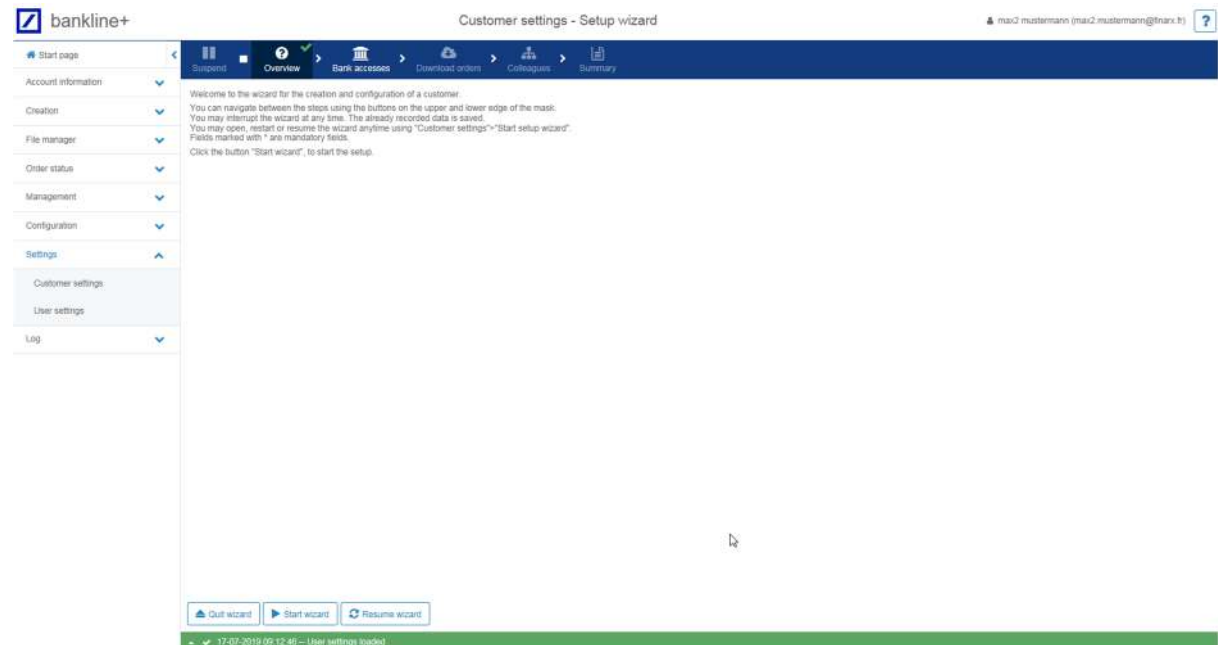 bankline+
Customer settings - Setup wizard
max2 mustermann (max2.mustermann@finarx.fr)
?
Start page
Account information
Creation
File manager
Order status
Management
Configuration
Settings
Customer settings
User settings
Log
Suspend
Overview
Bank accesses
Download orders
Colleagues
Summary
Welcome to the wizard for the creation and configuration of a customer.
You can navigate between the steps using the buttons on the upper and lower edge of the mask.
You may interrupt the wizard at any time. The already recorded data is saved.
You may open, restart or resume the wizard anytime using "Customer settings">"Start setup wizard".
Fields marked with * are mandatory fields.
Click the button "Start wizard", to start the setup.
Quit wizard
Start wizard
Resume wizard
17-07-2019 09:12:46 – User settings loaded